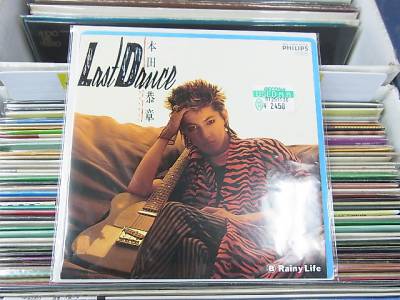 Last Dance
本田恭章
PHILIPS
¥ 2450
B Rainy Life